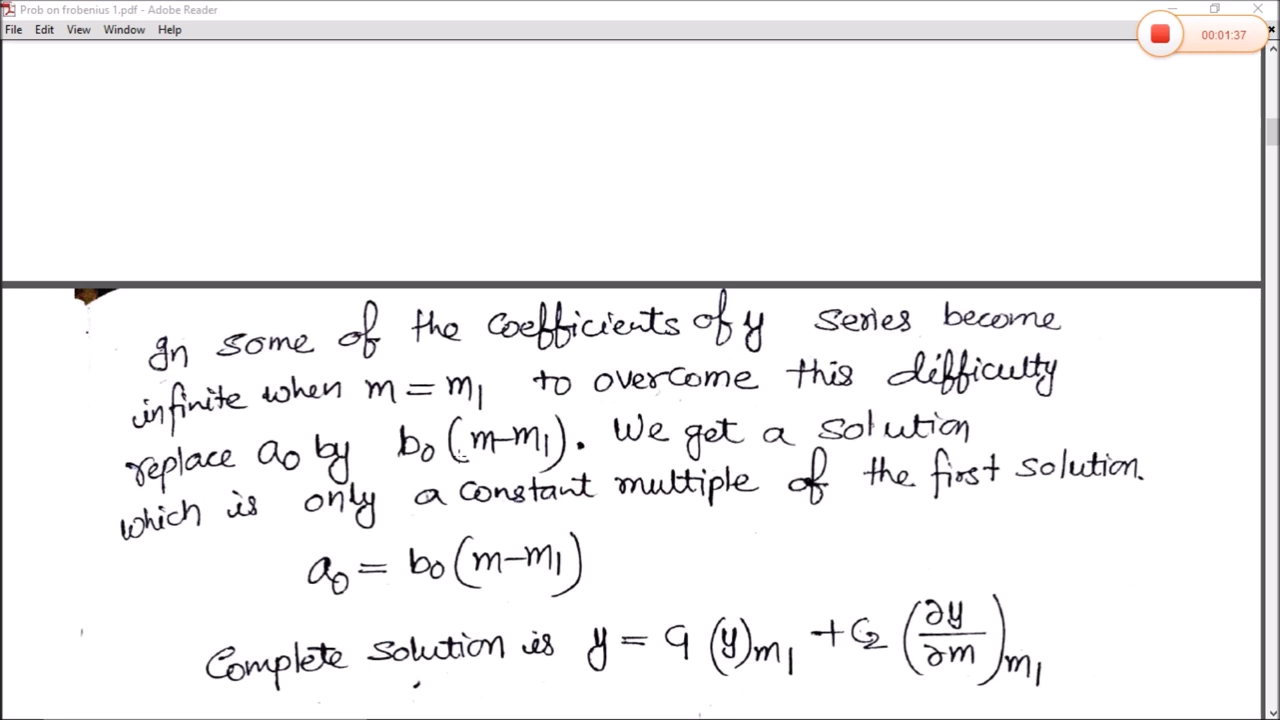 Prob on frobenius 1.pdf - Adobe Reader
File Edit View Window Help
00:01:37
In some of the coefficients of y series become
infinite when m = m₁ to overcome this difficulty
replace a₀ by b₀(m-m₁). We get a solution
which is only a constant multiple of the first solution.
a₀ = b₀(m-m₁)
Complete solution is y = C₁ (y)m₁ + C₂ (∂y/∂m)m₁